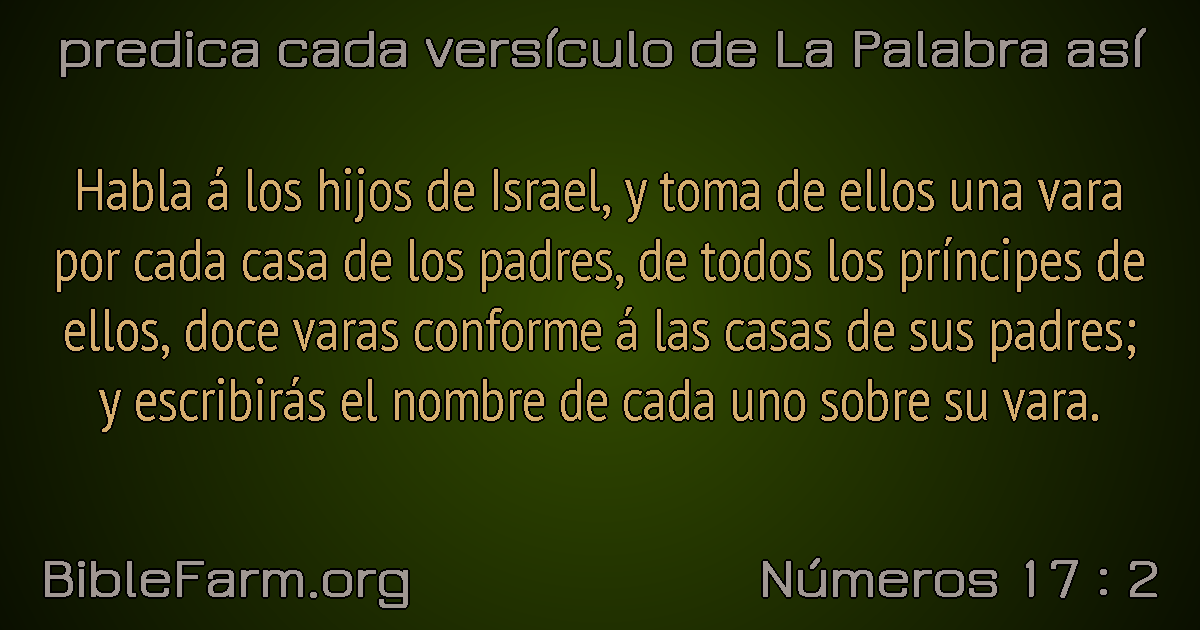 predica cada versículo de La Palabra así
Habla á los hijos de Israel, y toma de ellos una vara
por cada casa de los padres, de todos los príncipes de
ellos, doce varas conforme á las casas de sus padres;
y escribirás el nombre de cada uno sobre su vara.
BibleFarm.org
Números 17 : 2